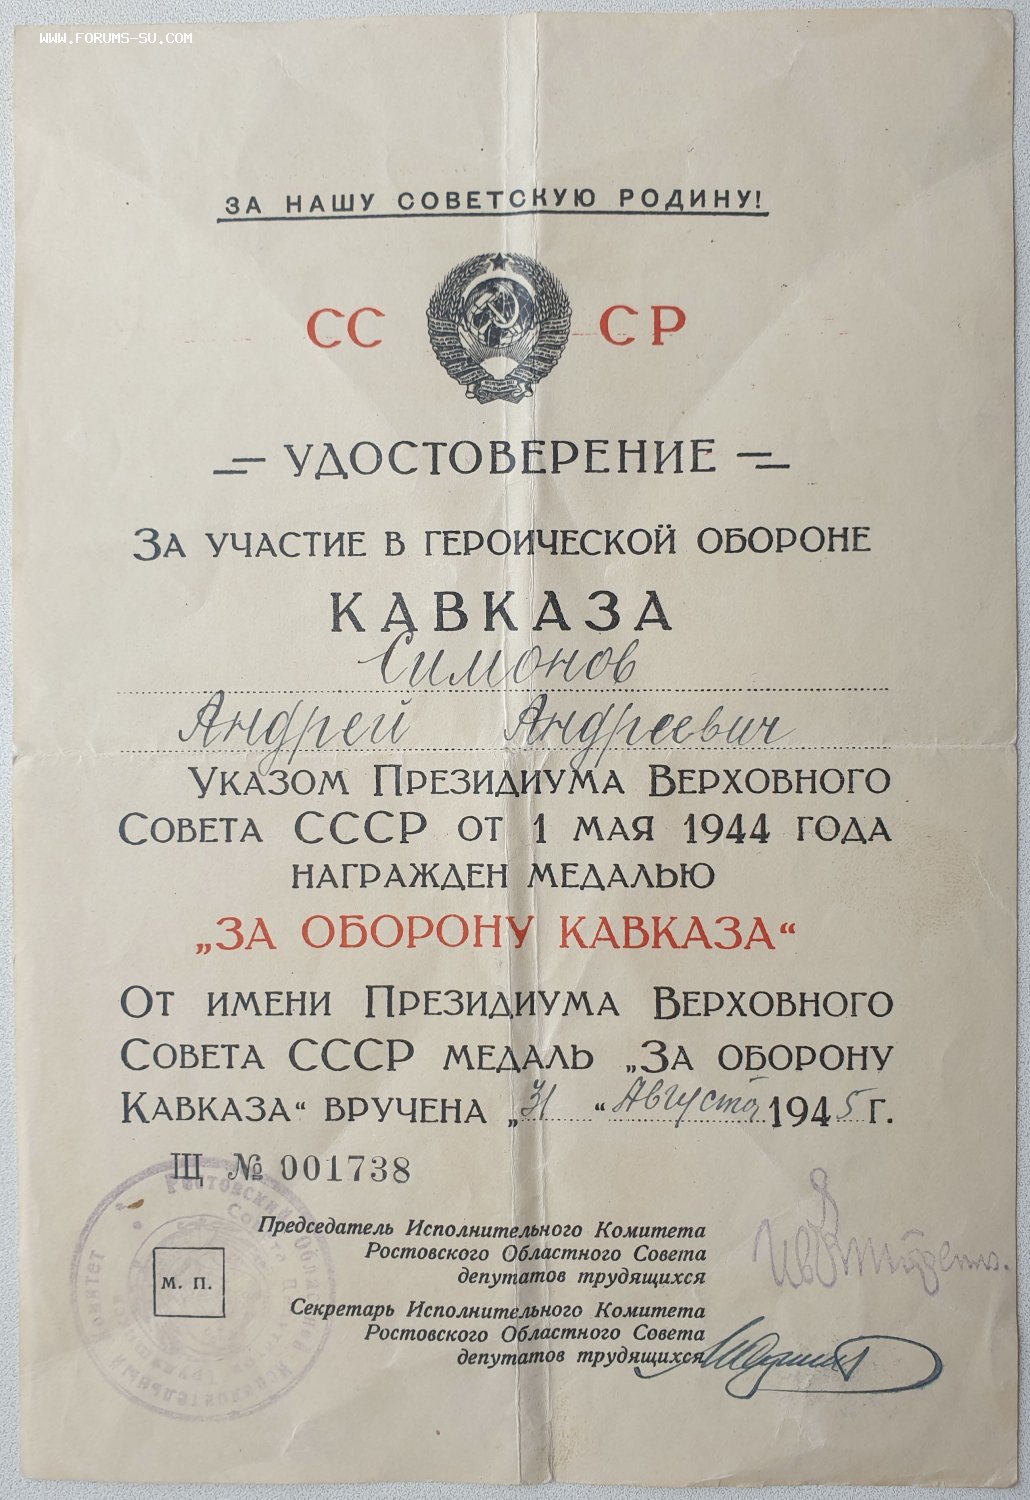 WWW.FORUMS-SU.COM
ЗА НАШУ СОВЕТСКУЮ РОДИНУ!
СС СР
УДОСТОВЕРЕНИЕ
ЗА УЧАСТИЕ В ГЕРОИЧЕСКОЙ ОБОРОНЕ
КАВКАЗА
Симонов
Андрей Андреевич
УКАЗОМ ПРЕЗИДИУМА ВЕРХОВНОГО
СОВЕТА СССР ОТ 1 МАЯ 1944 ГОДА
НАГРАЖДЕН МЕДАЛЬЮ
„ЗА ОБОРОНУ КАВКАЗА“
ОТ ИМЕНИ ПРЕЗИДИУМА ВЕРХОВНОГО
СОВЕТА СССР МЕДАЛЬ „ЗА ОБОРОНУ
КАВКАЗА“ ВРУЧЕНА „31“ Августа 1945 Г.
Щ № 001738
Председатель Исполнительного Комитета
Ростовского Областного Совета
депутатов трудящихся
М. П.
Секретарь Исполнительного Комитета
Ростовского Областного Совета
депутатов трудящихся